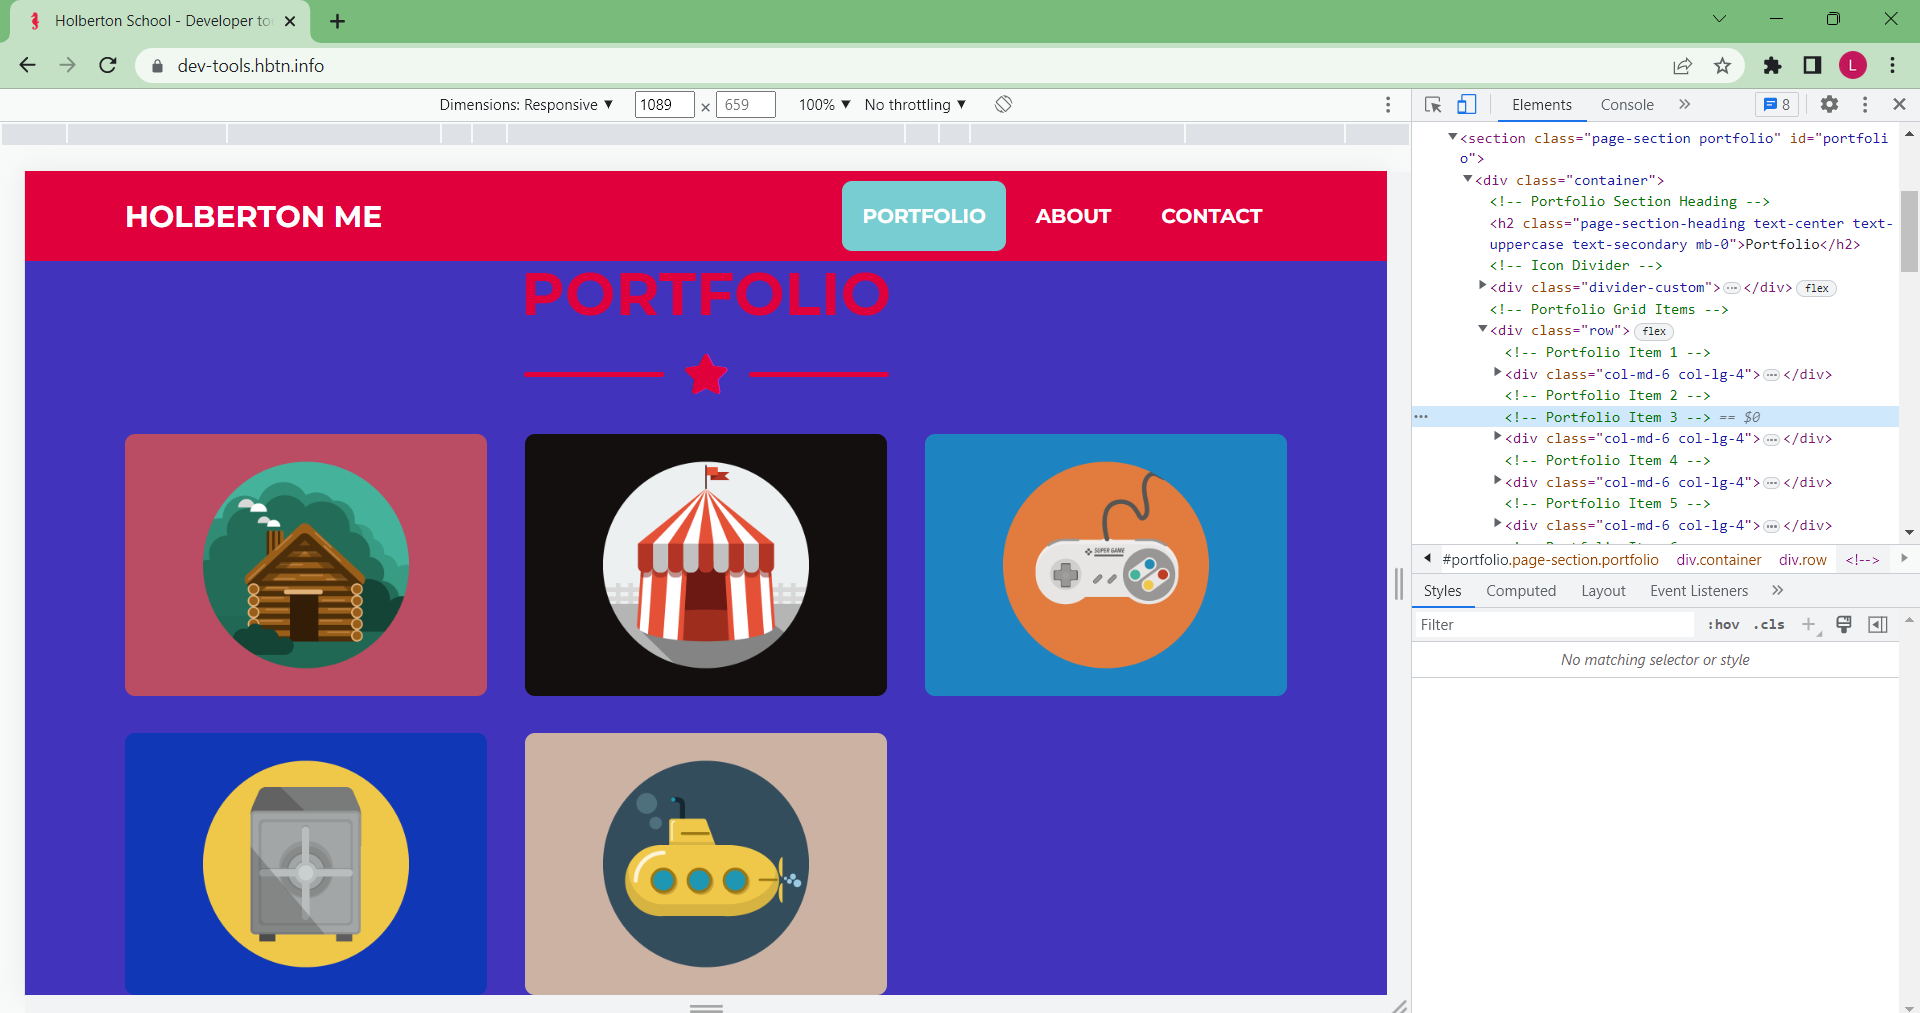 Holberton School - Developer to
dev-tools.hbtn.info
L
Dimensions: Responsive ▼ 1089 × 659 100% ▼ No throttling ▼
HOLBERTON ME
PORTFOLIO ABOUT CONTACT
PORTFOLIO
SUPER GAME
Elements Console » 8
▼<section class="page-section portfolio" id="portfoli
o">
▼<div class="container">
<!-- Portfolio Section Heading -->
<h2 class="page-section-heading text-center text-
uppercase text-secondary mb-0">Portfolio</h2>
<!-- Icon Divider -->
▶<div class="divider-custom">…</div> flex
<!-- Portfolio Grid Items -->
▼<div class="row"> flex
<!-- Portfolio Item 1 -->
▶<div class="col-md-6 col-lg-4">…</div>
<!-- Portfolio Item 2 -->
… <!-- Portfolio Item 3 --> == $0
▶<div class="col-md-6 col-lg-4">…</div>
<!-- Portfolio Item 4 -->
▶<div class="col-md-6 col-lg-4">…</div>
<!-- Portfolio Item 5 -->
▶<div class="col-md-6 col-lg-4">…</div>
#portfolio.page-section.portfolio div.container div.row <!-->
Styles Computed Layout Event Listeners »
Filter :hov .cls +
No matching selector or style